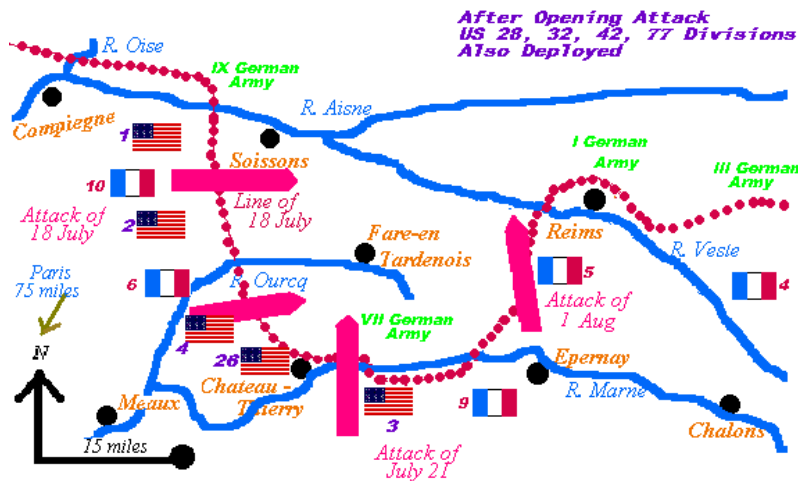 After Opening Attack
US 28, 32, 42, 77 Divisions
Also Deployed
R. Oise
IX German
Army
R. Aisne
Compiegne
1
Soissons
I German
Army
III German
Army
10
Attack of
18 July
Line of
18 July
2
Fare-en
Tardenois
Reims
R. Veste
Paris
75 miles
6
R. Ourcq
5
4
Attack of
1 Aug
VII German
Army
4
26
N
Chateau -
Thierry
Epernay
R. Marne
Meaux
9
3
Chalons
15 miles
Attack of
July 21